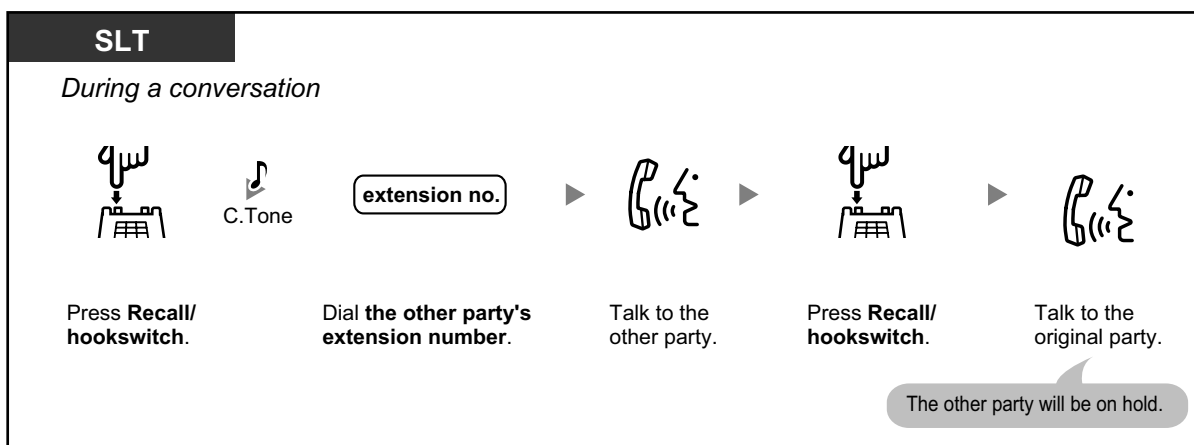 SLT
During a conversation
C.Tone
extension no.
Press Recall/
hookswitch.
Dial the other party's
extension number.
Talk to the
other party.
Press Recall/
hookswitch.
Talk to the
original party.
The other party will be on hold.